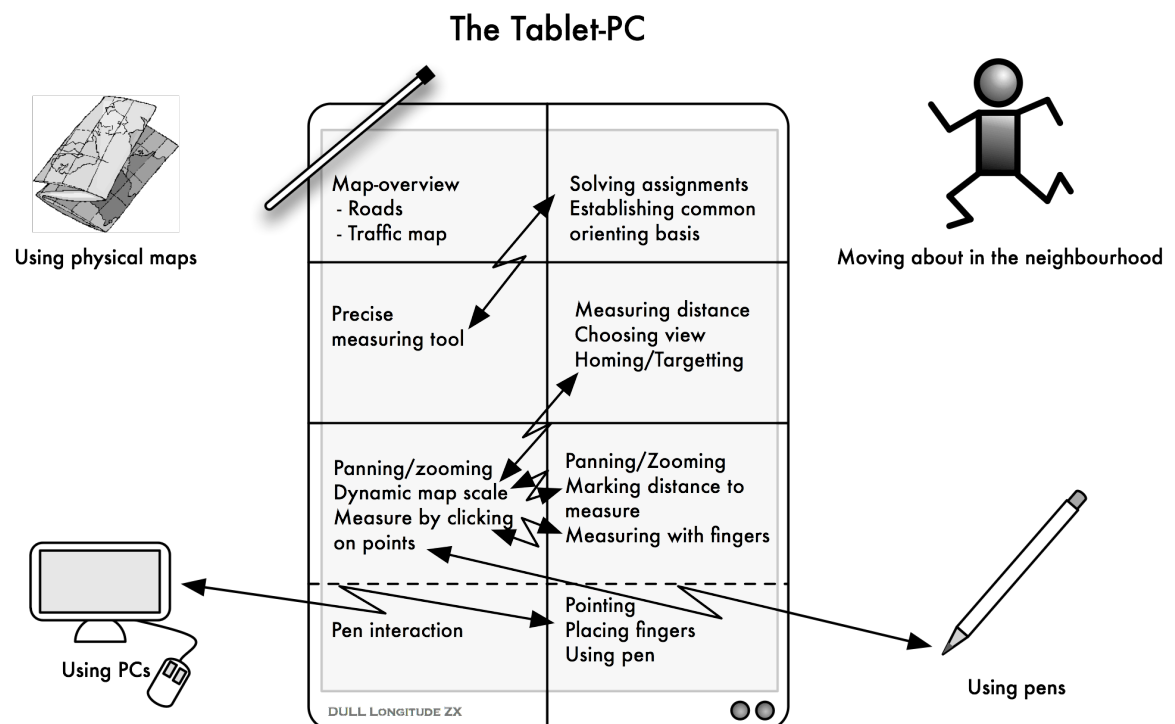 The Tablet-PC
Using physical maps
Map-overview
- Roads
- Traffic map
Solving assignments
Establishing common
orienting basis
Moving about in the neighbourhood
Precise
measuring tool
Measuring distance
Choosing view
Homing/Targetting
Panning/zooming
Dynamic map scale
Measure by clicking
on points
Panning/Zooming
Marking distance to
measure
Measuring with fingers
Using PCs
Pen interaction
Pointing
Placing fingers
Using pen
Using pens
DULL LONGITUDE ZX